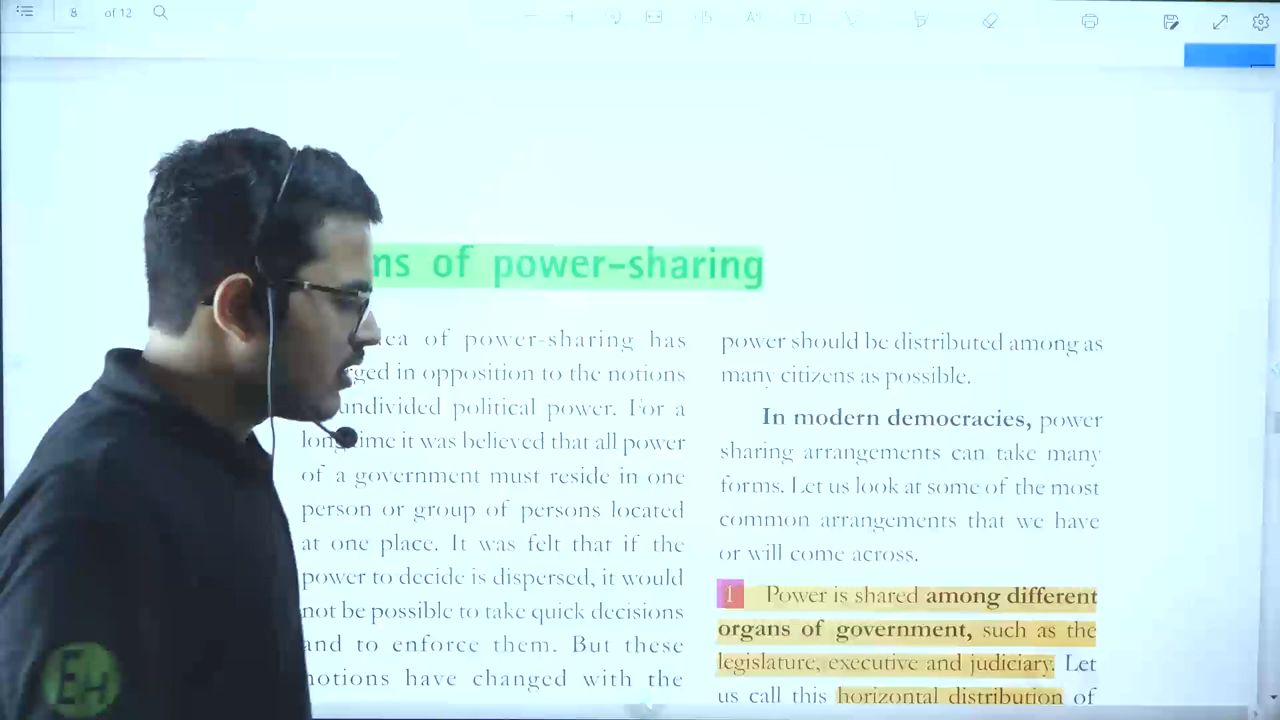 8 of 12
ms of power-sharing
ea of power-sharing has
rged in opposition to the notions
undivided political power. For a
long time it was believed that all power
of a government must reside in one
person or group of persons located
at one place. It was felt that if the
power to decide is dispersed, it would
not be possible to take quick decisions
and to enforce them. But these
notions have changed with the
power should be distributed among as
many citizens as possible.
In modern democracies, power
sharing arrangements can take many
forms. Let us look at some of the most
common arrangements that we have
or will come across.
1 Power is shared among different
organs of government, such as the
legislature, executive and judiciary. Let
us call this horizontal distribution of
EH